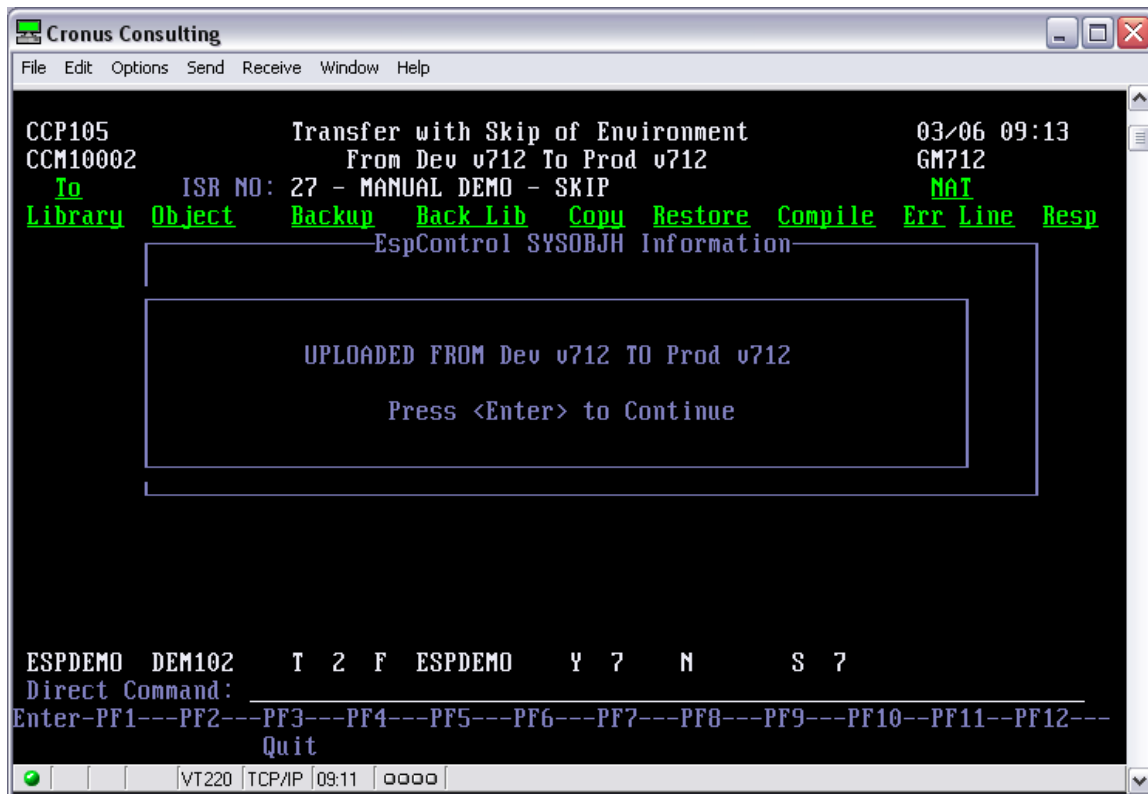 Cronus Consulting
File Edit Options Send Receive Window Help
CCP105 Transfer with Skip of Environment 03/06 09:13
CCM10002 From Dev v712 To Prod v712 GM712
To ISR NO: 27 - MANUAL DEMO - SKIP NAT
Library Object Backup Back Lib Copy Restore Compile Err Line Resp
EspControl SYSOBJH Information
UPLOADED FROM Dev v712 TO Prod v712
Press <Enter> to Continue
ESPDEMO DEM102 T 2 F ESPDEMO Y 7 N S 7
Direct Command:
Enter-PF1---PF2---PF3---PF4---PF5---PF6---PF7---PF8---PF9---PF10--PF11--PF12---
Quit
VT220 TCP/IP 09:11